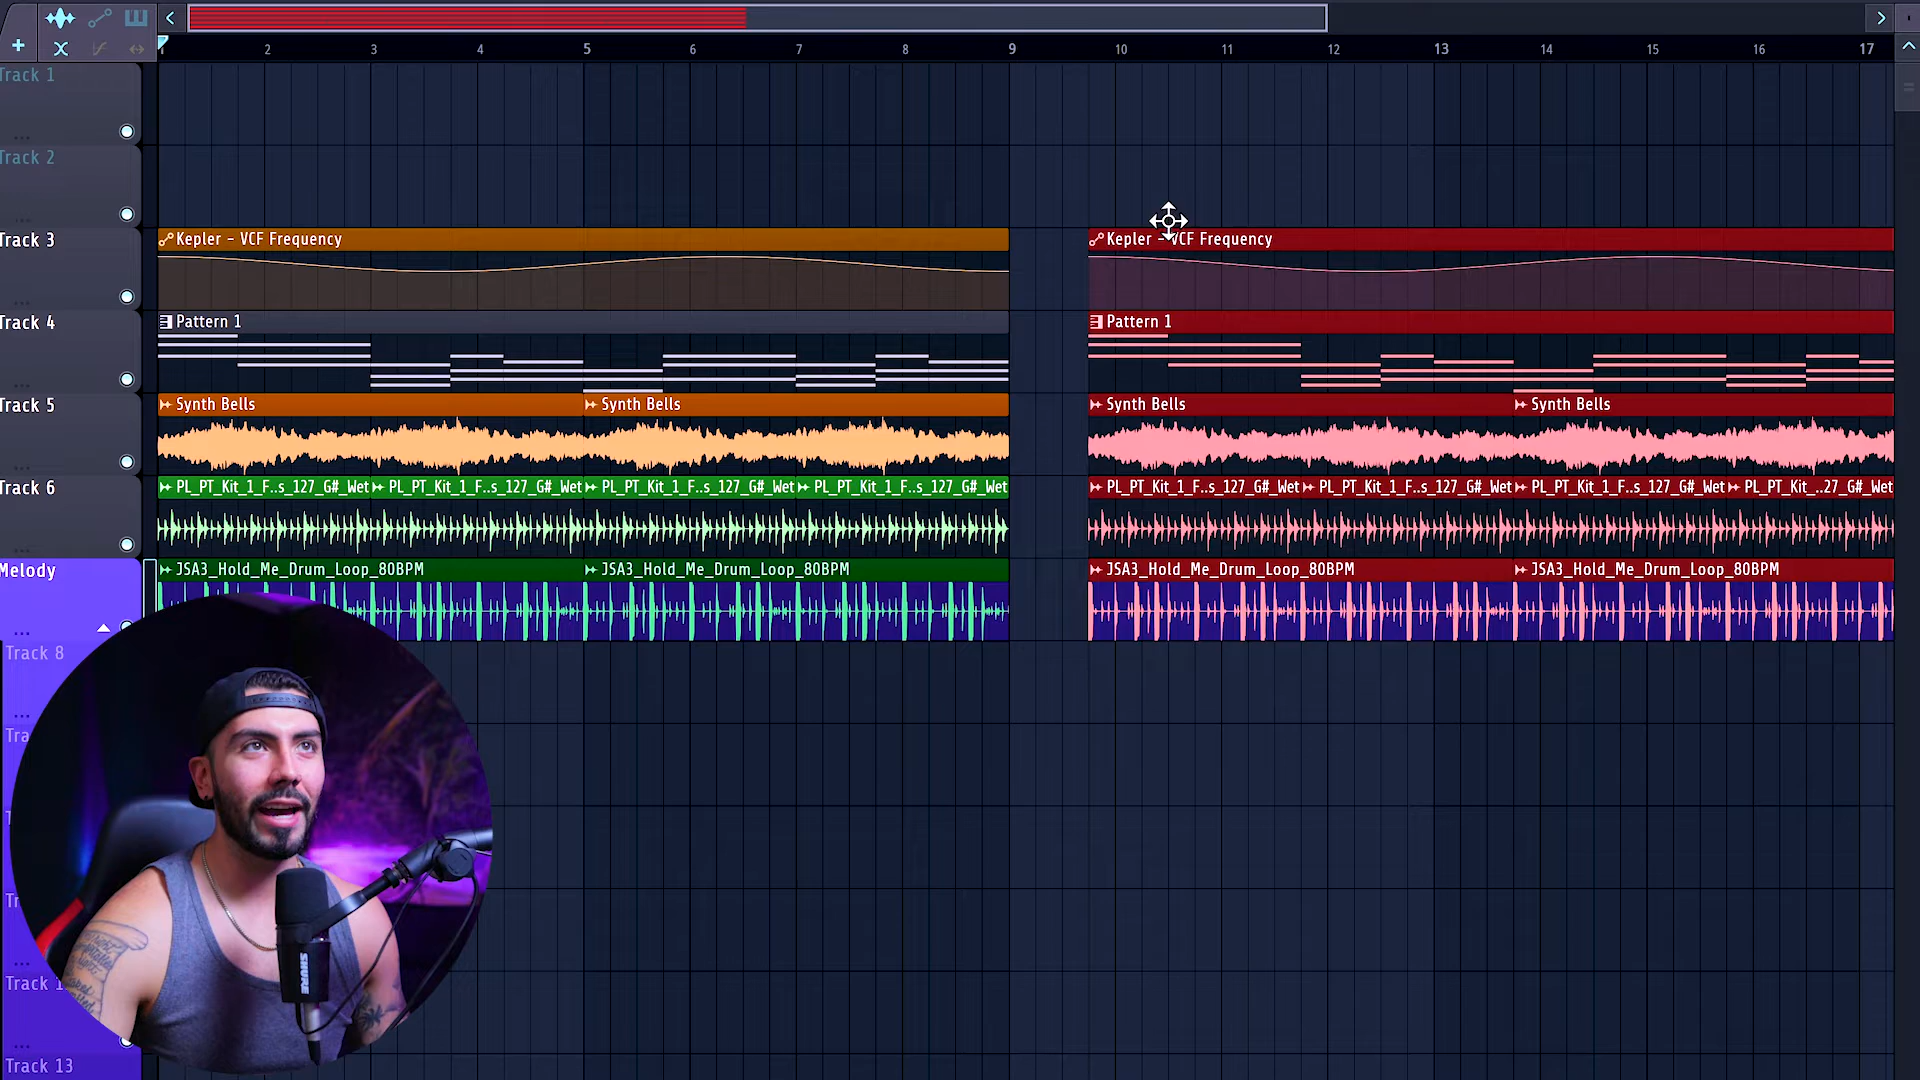 2 3 4 5 6 7 8 9 10 11 12 13 14 15 16 17
Track 1
Track 2
Track 3
Kepler - VCF Frequency
Kepler - VCF Frequency
Track 4
Pattern 1
Pattern 1
Track 5
Synth Bells
Synth Bells
Synth Bells
Synth Bells
Track 6
PL_PT_Kit_1_F..s_127_G#_Wet
PL_PT_Kit_1_F..s_127_G#_Wet
PL_PT_Kit_1_F..s_127_G#_Wet
PL_PT_Kit_1_F..s_127_G#_Wet
PL_PT_Kit_1_F..s_127_G#_Wet
PL_PT_Kit_1_F..s_127_G#_Wet
PL_PT_Kit_1_F..s_127_G#_Wet
PL_PT_Kit_..27_G#_Wet
Melody
JSA3_Hold_Me_Drum_Loop_80BPM
JSA3_Hold_Me_Drum_Loop_80BPM
JSA3_Hold_Me_Drum_Loop_80BPM
JSA3_Hold_Me_Drum_Loop_80BPM
Track 8
Track 13
SHURE